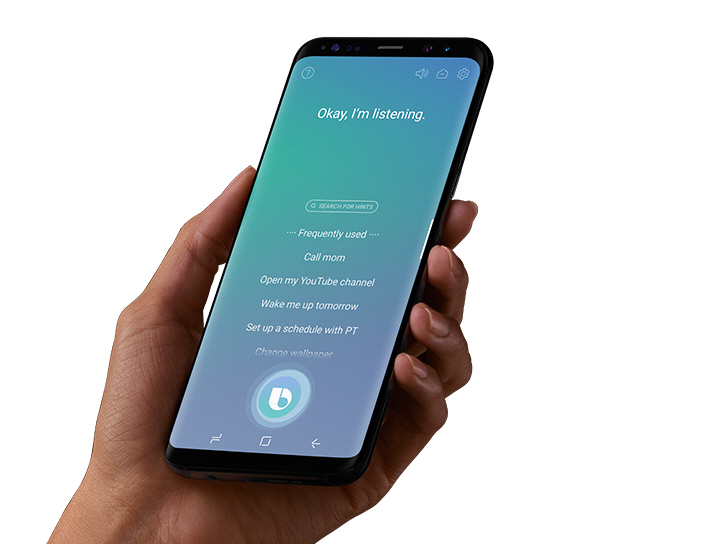 Okay, I'm listening.
SEARCH FOR HINTS
···· Frequently used ····
Call mom
Open my YouTube channel
Wake me up tomorrow
Set up a schedule with PT
Change wallpaper